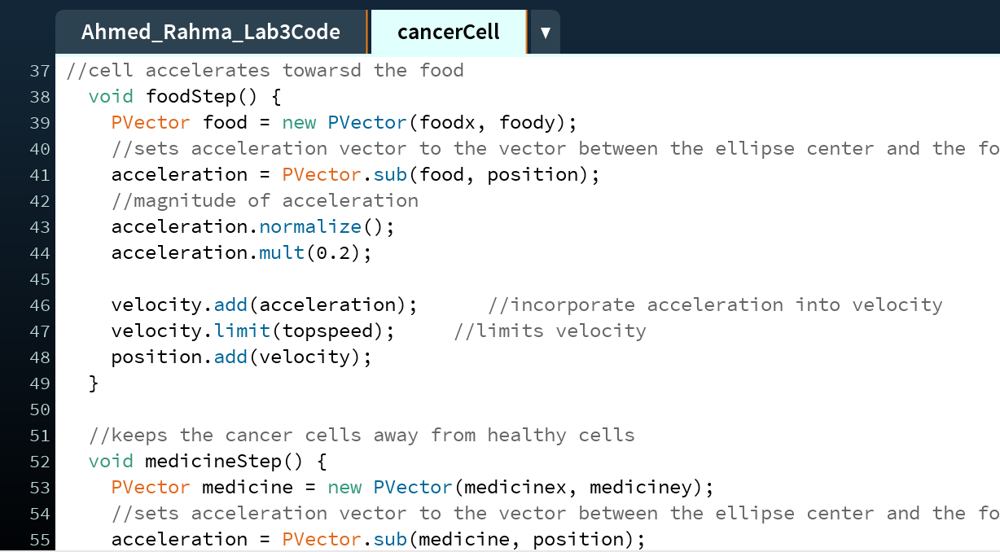 Ahmed_Rahma_Lab3Code cancerCell ▼
37 //cell accelerates towarsd the food
38 void foodStep() {
39 PVector food = new PVector(foodx, foody);
40 //sets acceleration vector to the vector between the ellipse center and the fo
41 acceleration = PVector.sub(food, position);
42 //magnitude of acceleration
43 acceleration.normalize();
44 acceleration.mult(0.2);
45
46 velocity.add(acceleration); //incorporate acceleration into velocity
47 velocity.limit(topspeed); //limits velocity
48 position.add(velocity);
49 }
50
51 //keeps the cancer cells away from healthy cells
52 void medicineStep() {
53 PVector medicine = new PVector(medicinex, mediciney);
54 //sets acceleration vector to the vector between the ellipse center and the fo
55 acceleration = PVector.sub(medicine, position);